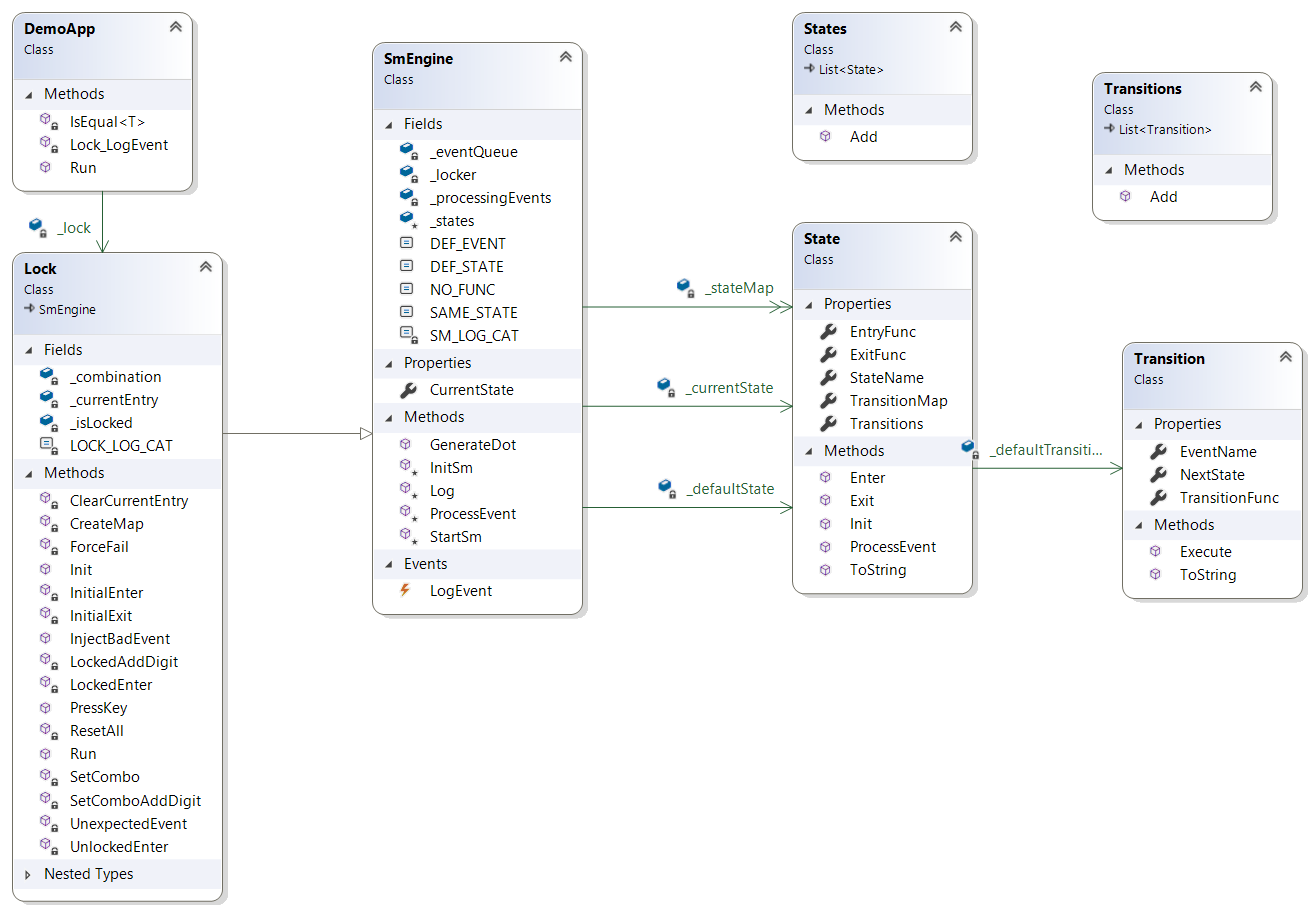 DemoApp
Class
Methods
IsEqual<T>
Lock_LogEvent
Run
_lock
Lock
Class
SmEngine
Fields
_combination
_currentEntry
_isLocked
LOCK_LOG_CAT
Methods
ClearCurrentEntry
CreateMap
ForceFail
Init
InitialEnter
InitialExit
InjectBadEvent
LockedAddDigit
LockedEnter
PressKey
ResetAll
Run
SetCombo
SetComboAddDigit
UnexpectedEvent
UnlockedEnter
Nested Types
SmEngine
Class
Fields
_eventQueue
_locker
_processingEvents
_states
DEF_EVENT
DEF_STATE
NO_FUNC
SAME_STATE
SM_LOG_CAT
Properties
CurrentState
Methods
GenerateDot
InitSm
Log
ProcessEvent
StartSm
Events
LogEvent
_stateMap
_currentState
_defaultState
States
Class
List<State>
Methods
Add
State
Class
Properties
EntryFunc
ExitFunc
StateName
TransitionMap
Transitions
Methods
Enter
Exit
Init
ProcessEvent
ToString
_defaultTransiti...
Transitions
Class
List<Transition>
Methods
Add
Transition
Class
Properties
EventName
NextState
TransitionFunc
Methods
Execute
ToString